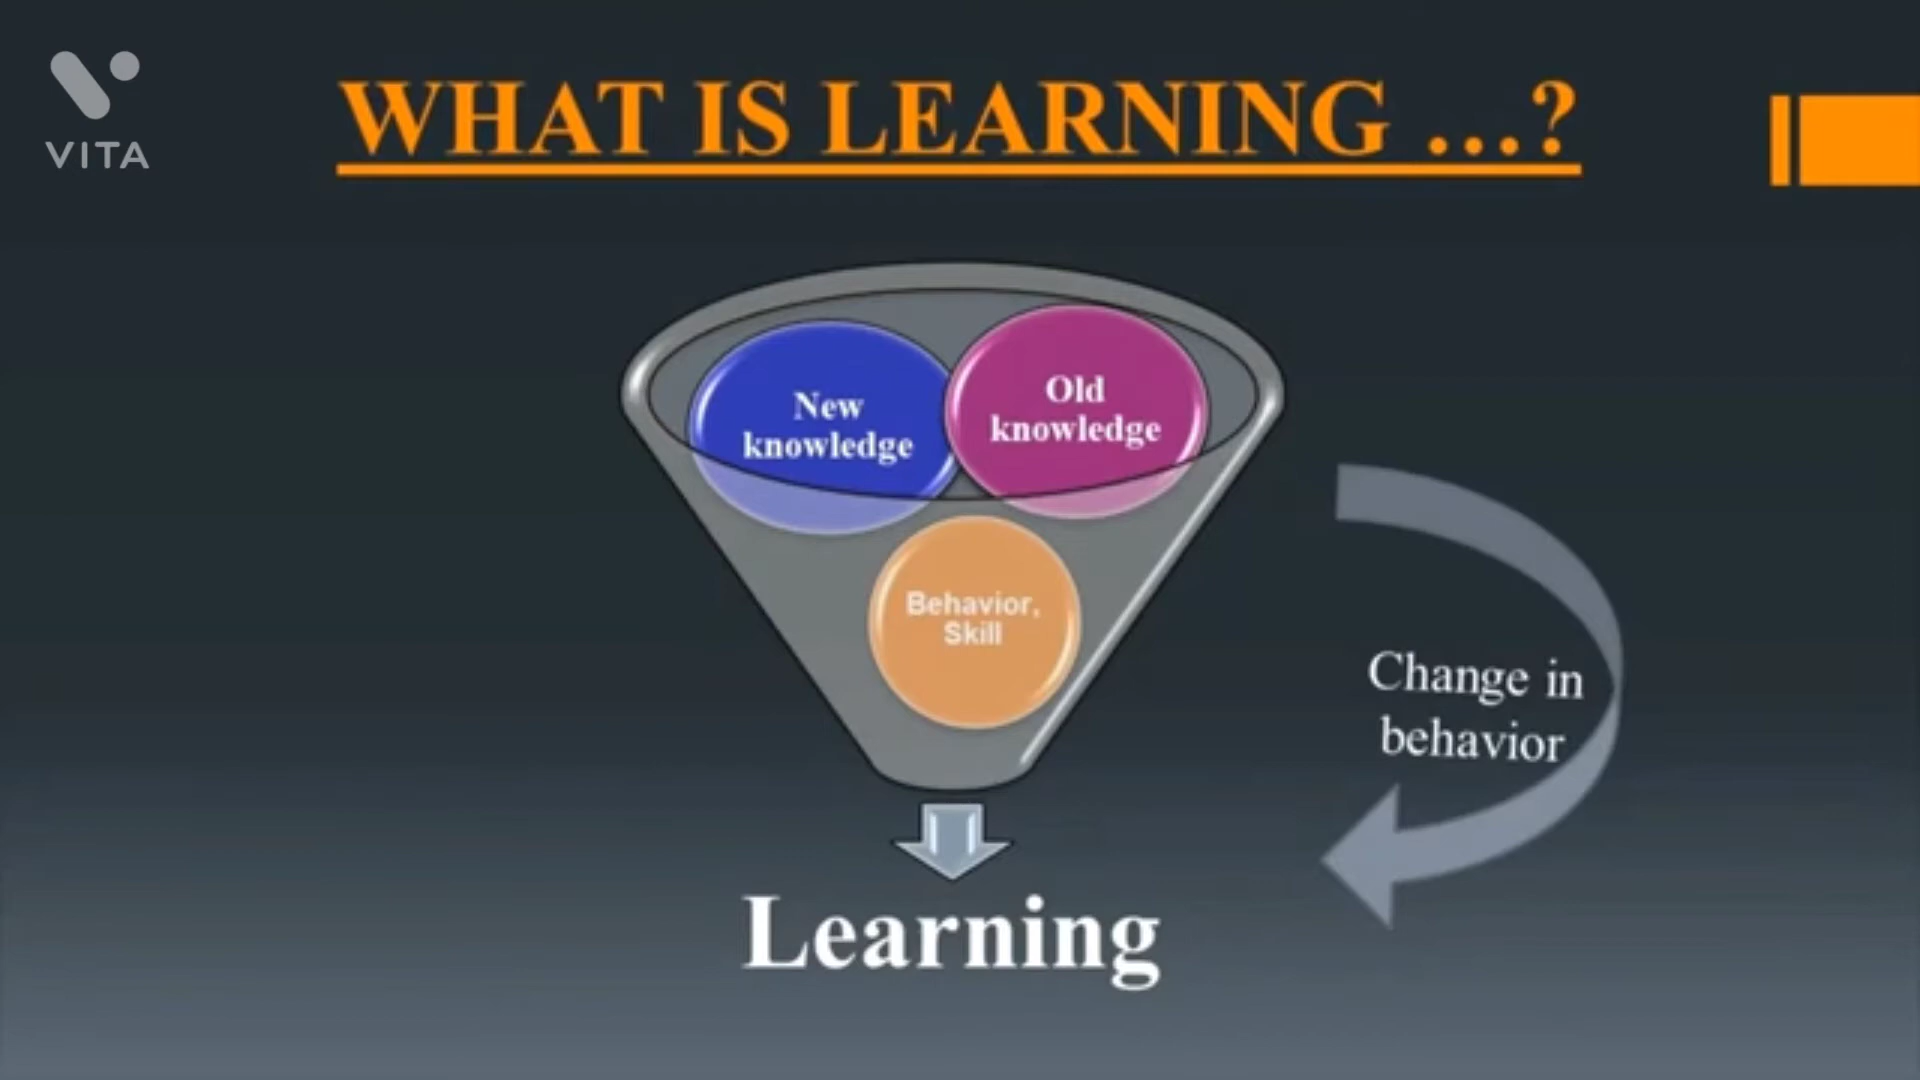 VITA
WHAT IS LEARNING ...?
New
knowledge
Old
knowledge
Behavior,
Skill
Change in
behavior
Learning